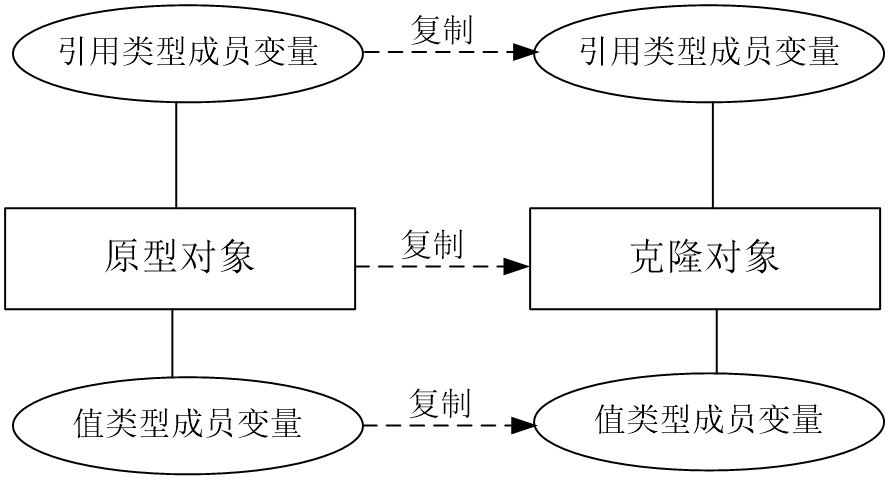 引用类型成员变量
复制
引用类型成员变量
原型对象
复制
克隆对象
值类型成员变量
复制
值类型成员变量